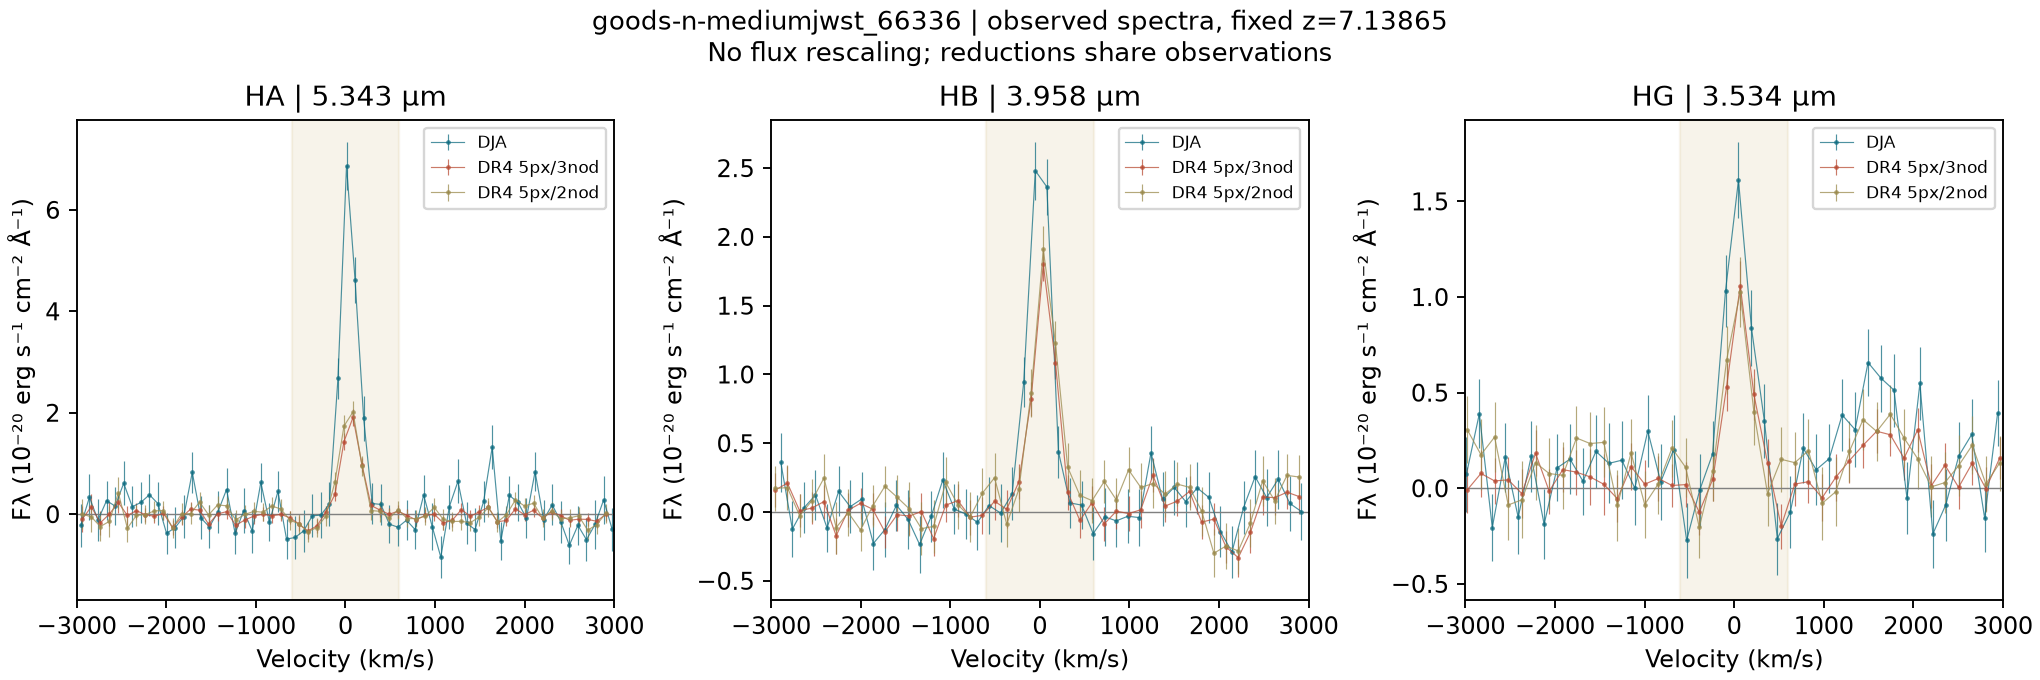 goods-n-mediumjwst_66336 | observed spectra, fixed z=7.13865
No flux rescaling; reductions share observations
HA | 5.343 µm
Fλ (10⁻²⁰ erg s⁻¹ cm⁻² Å⁻¹)
6
4
2
0
DJA
DR4 5px/3nod
DR4 5px/2nod
−3000 −2000 −1000 0 1000 2000 3000
Velocity (km/s)
HB | 3.958 µm
Fλ (10⁻²⁰ erg s⁻¹ cm⁻² Å⁻¹)
2.5
2.0
1.5
1.0
0.5
0.0
−0.5
DJA
DR4 5px/3nod
DR4 5px/2nod
−3000 −2000 −1000 0 1000 2000 3000
Velocity (km/s)
HG | 3.534 µm
Fλ (10⁻²⁰ erg s⁻¹ cm⁻² Å⁻¹)
1.5
1.0
0.5
0.0
−0.5
DJA
DR4 5px/3nod
DR4 5px/2nod
−3000 −2000 −1000 0 1000 2000 3000
Velocity (km/s)